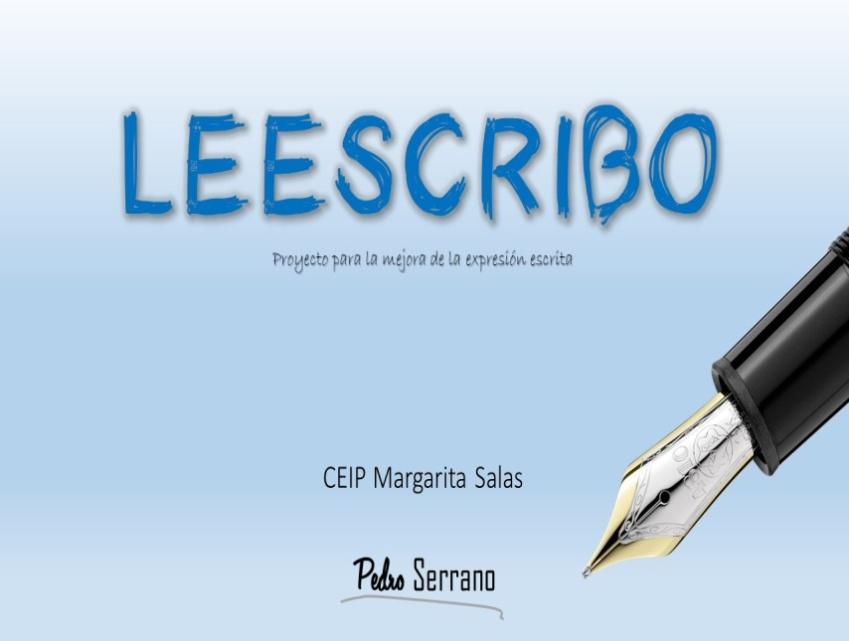 LEESCRIBO
Proyecto para la mejora de la expresión escrita
CEIP Margarita Salas
Pedro Serrano